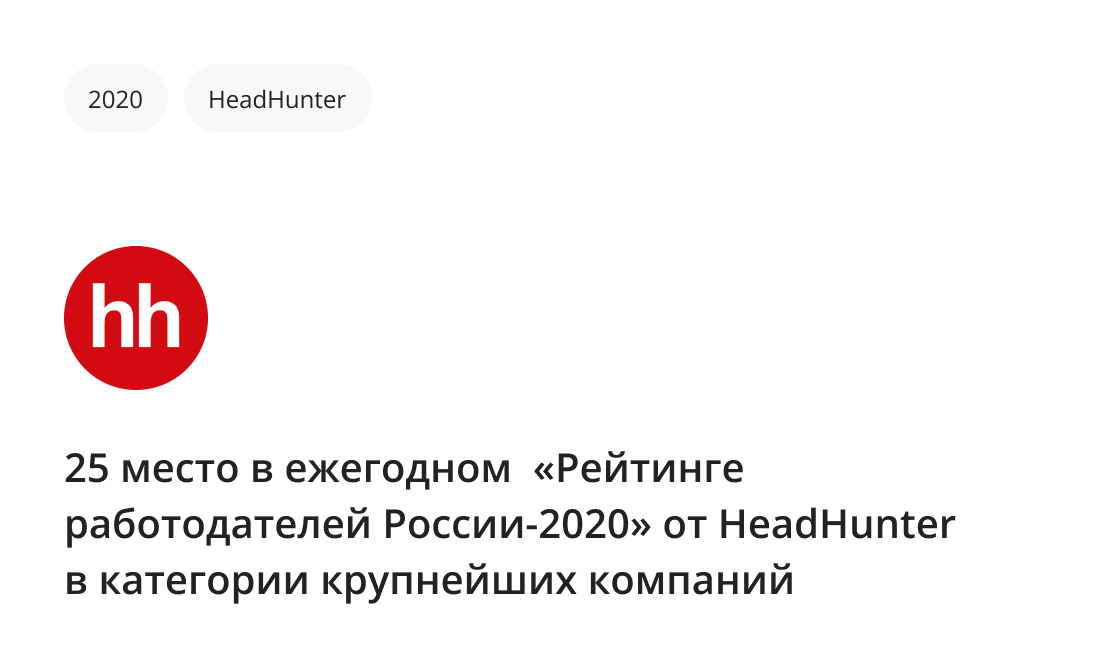 2020
HeadHunter
hh
25 место в ежегодном «Рейтинге
работодателей России-2020» от HeadHunter
в категории крупнейших компаний